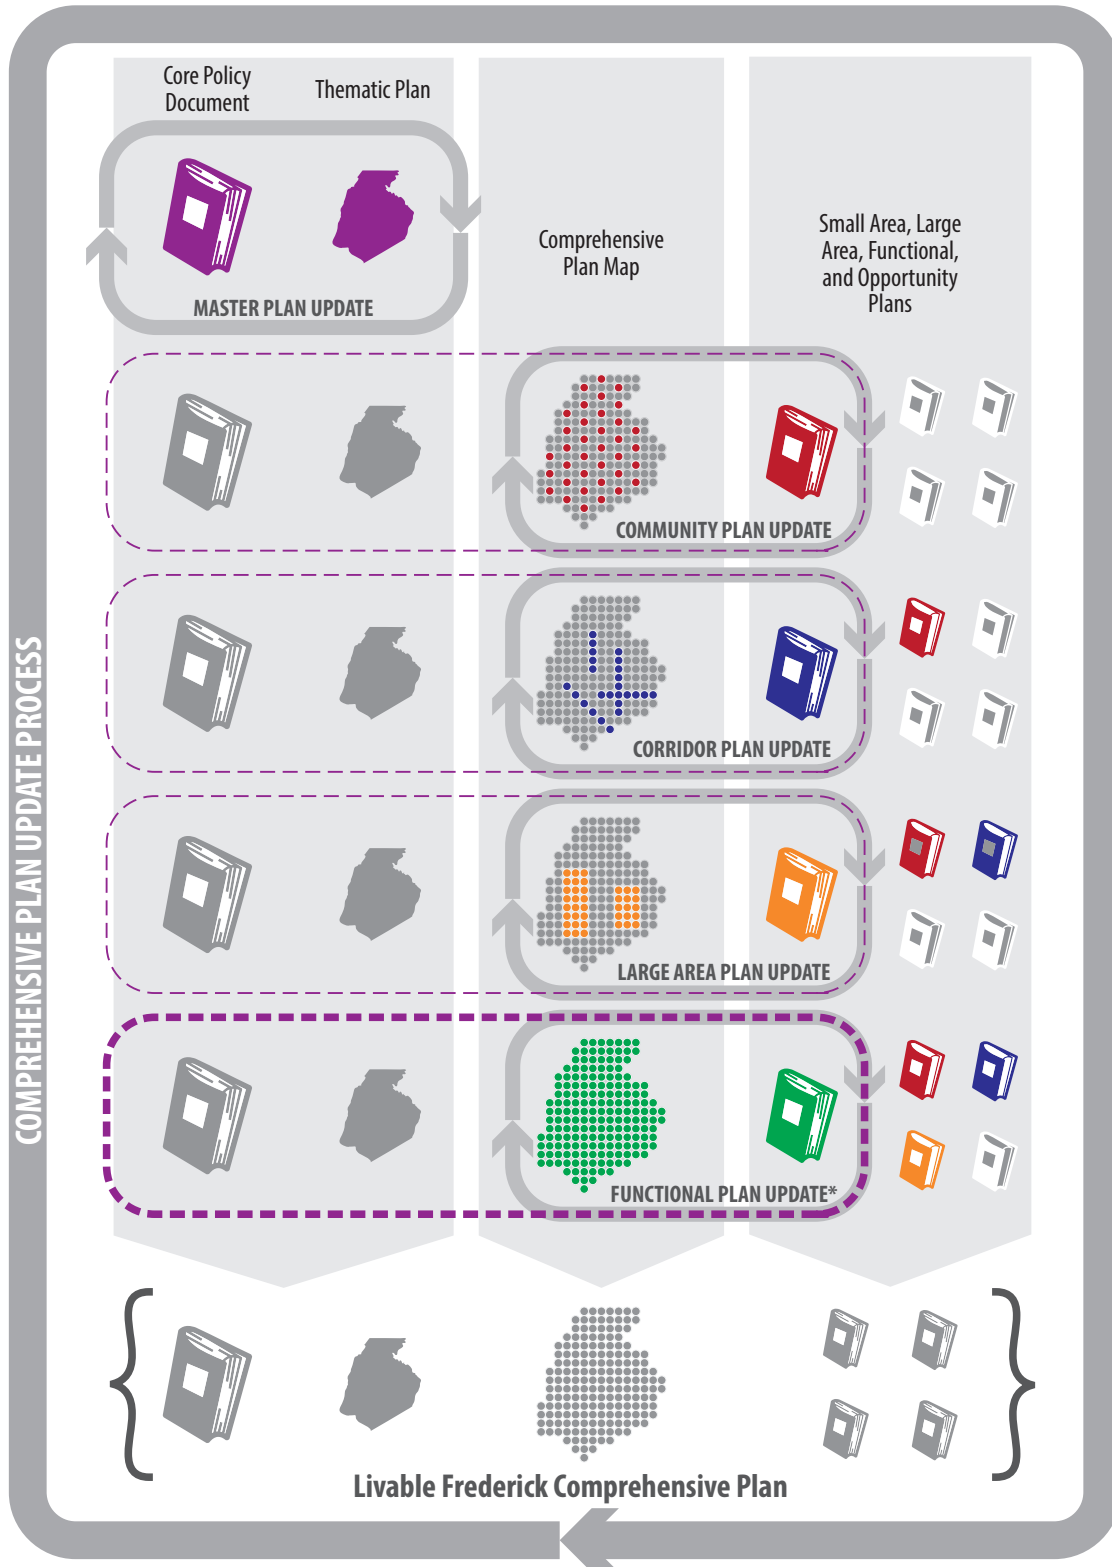 Core Policy
Document
Thematic Plan
MASTER PLAN UPDATE
Comprehensive
Plan Map
Small Area, Large
Area, Functional,
and Opportunity
Plans
COMMUNITY PLAN UPDATE
CORRIDOR PLAN UPDATE
LARGE AREA PLAN UPDATE
FUNCTIONAL PLAN UPDATE*
COMPREHENSIVE PLAN UPDATE PROCESS
Livable Frederick Comprehensive Plan